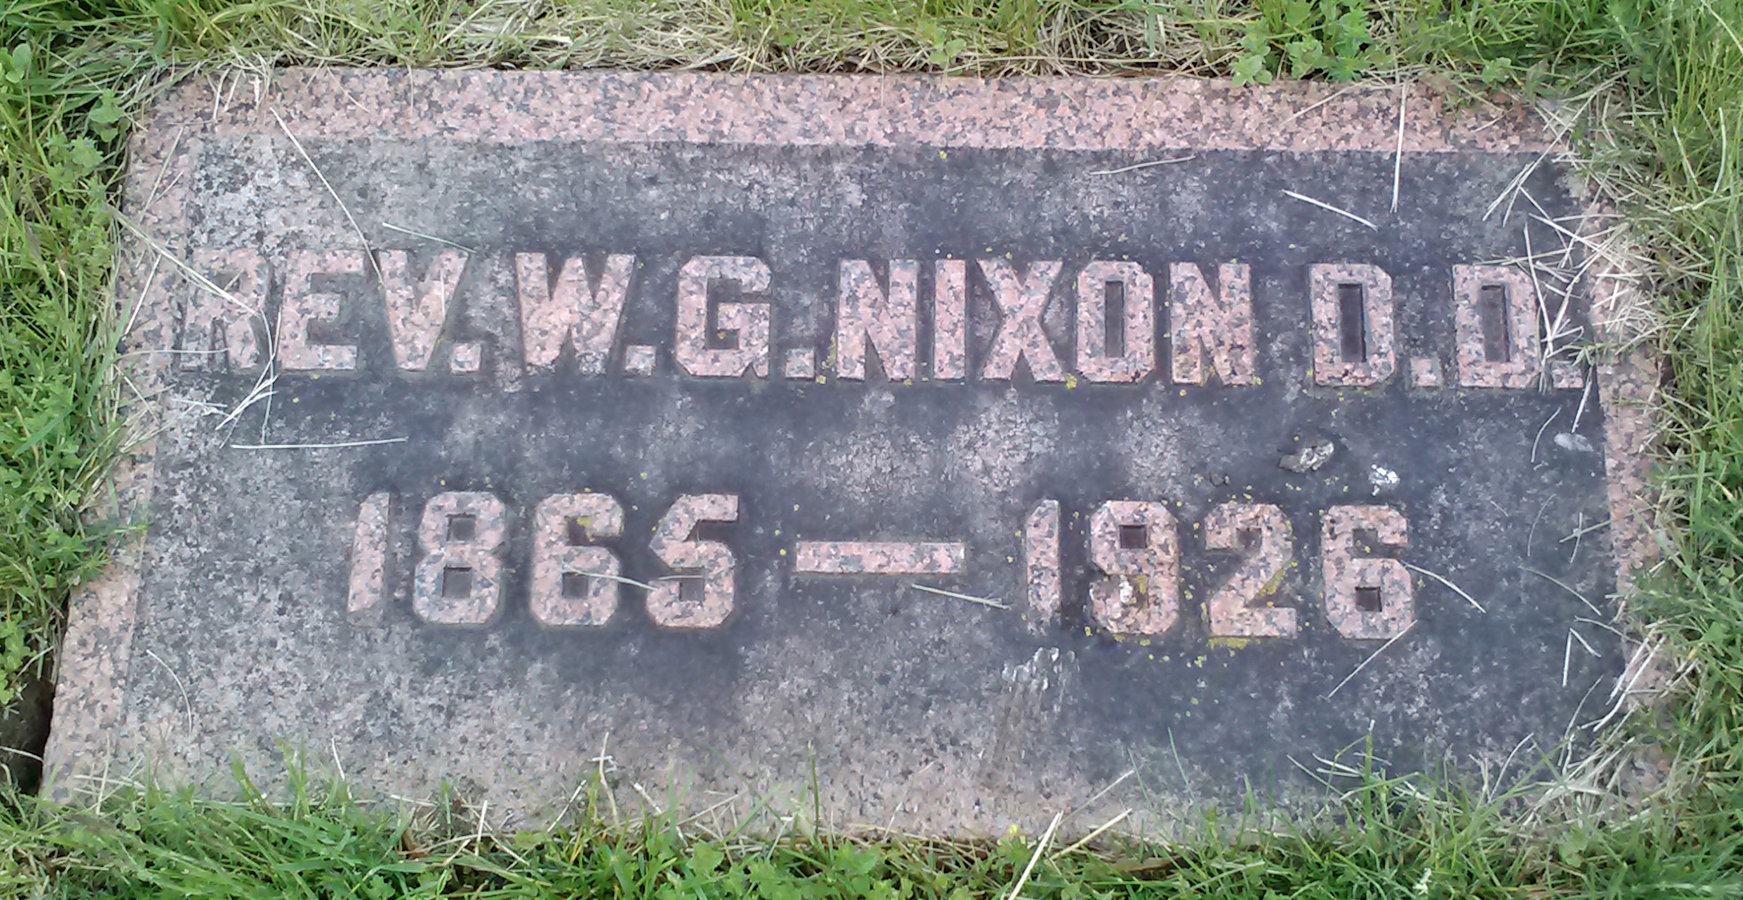 REV. W. G. NIXON D. D.
1865 — 1926